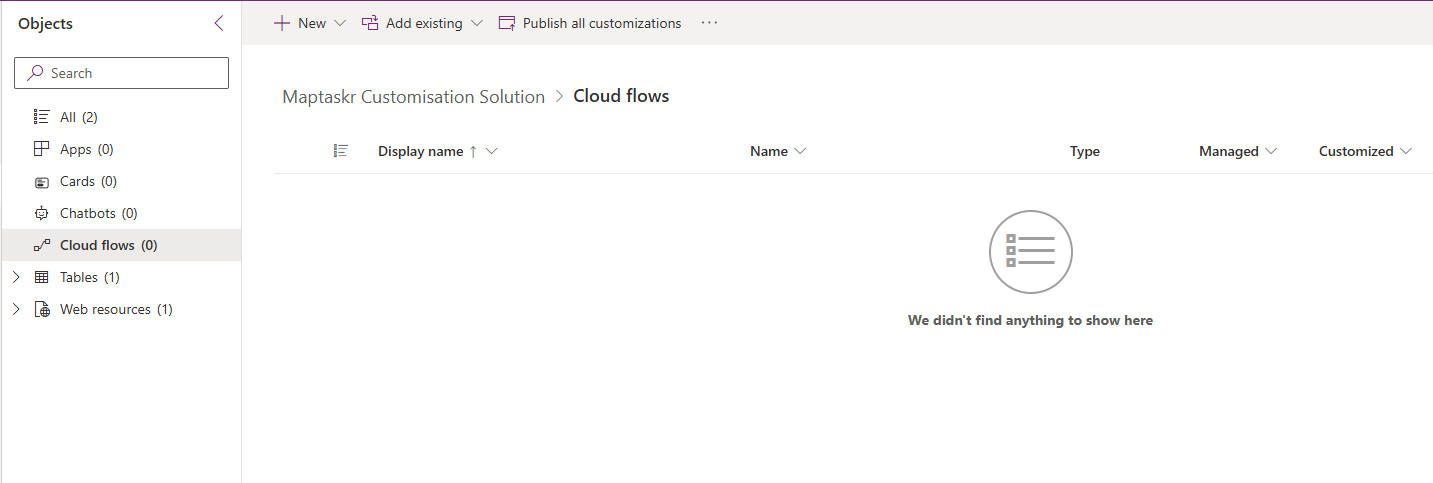 Objects
Search
All (2)
Apps (0)
Cards (0)
Chatbots (0)
Cloud flows (0)
Tables (1)
Web resources (1)
New Add existing Publish all customizations ...
Maptaskr Customisation Solution > Cloud flows
Display name ↑ Name Type Managed Customized
We didn't find anything to show here